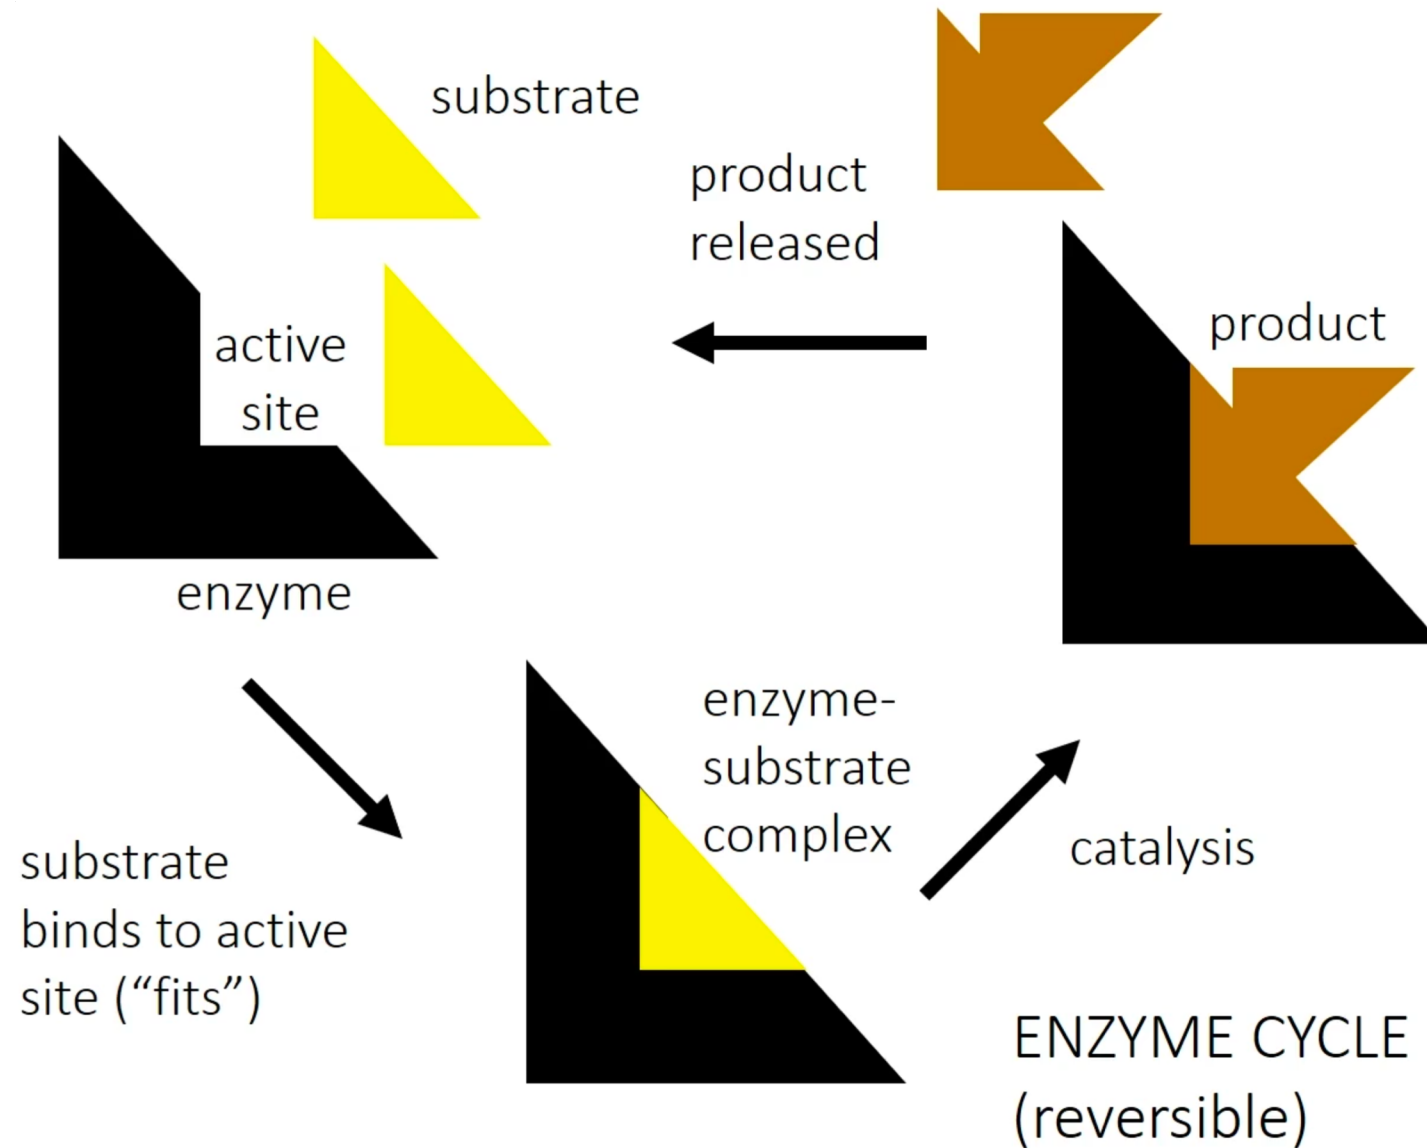 substrate
product
released
product
active
site
enzyme
enzyme-
substrate
complex
catalysis
substrate
binds to active
site (“fits”)
ENZYME CYCLE
(reversible)